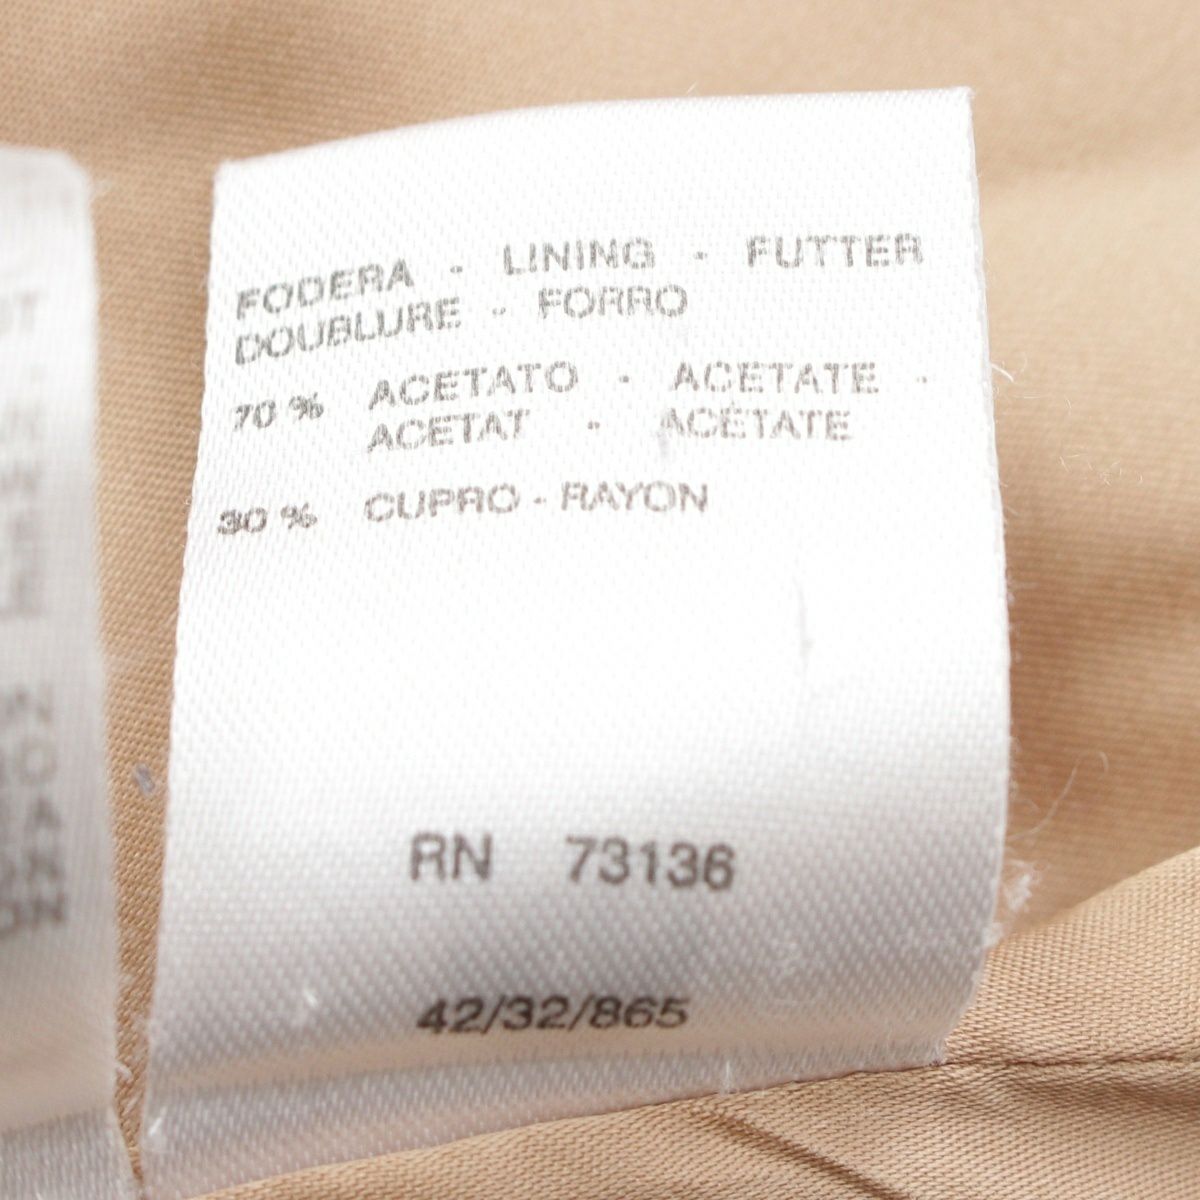 FODERA - LINING - FUTTER
DOUBLURE - FORRO
70 % ACETATO - ACETATE -
ACETAT - ACÉTATE
30 % CUPRO - RAYON
RN 73136
42/32/865